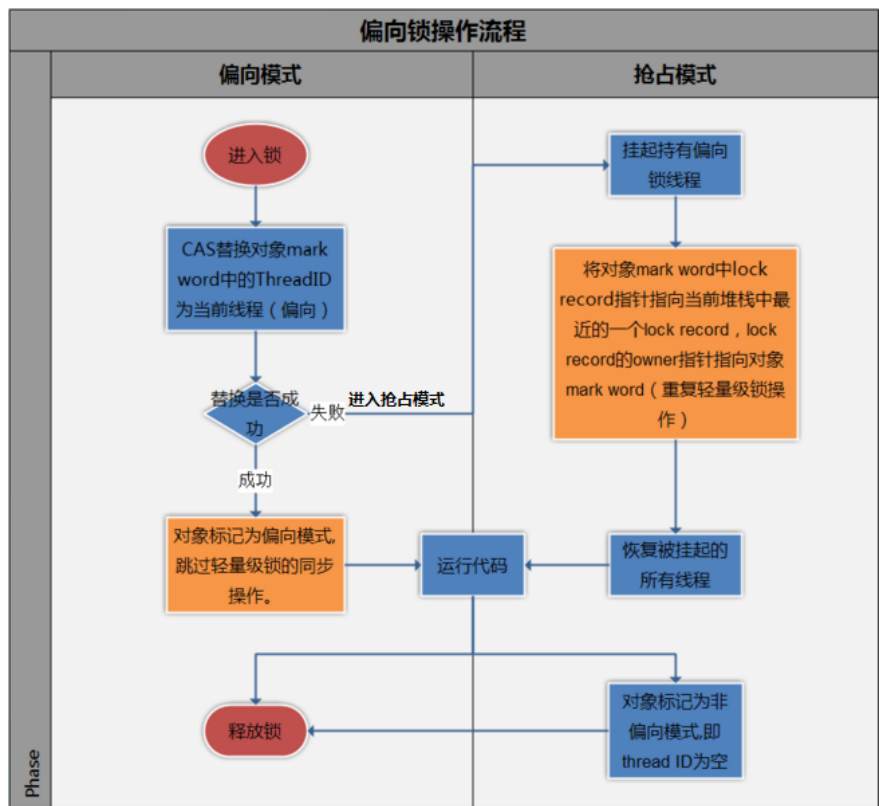 偏向锁操作流程
偏向模式
抢占模式
进入锁
CAS替换对象mark
word中的ThreadID
为当前线程（偏向）
替换是否成
功
失败
进入抢占模式
成功
对象标记为偏向模式,
跳过轻量级锁的同步
操作。
运行代码
释放锁
挂起持有偏向
锁线程
将对象mark word中lock
record指针指向当前堆栈中最
近的一个lock record，lock
record的owner指针指向对象
mark word（重复轻量级锁操
作）
恢复被挂起的
所有线程
对象标记为非
偏向模式,即
thread ID为空
Phase